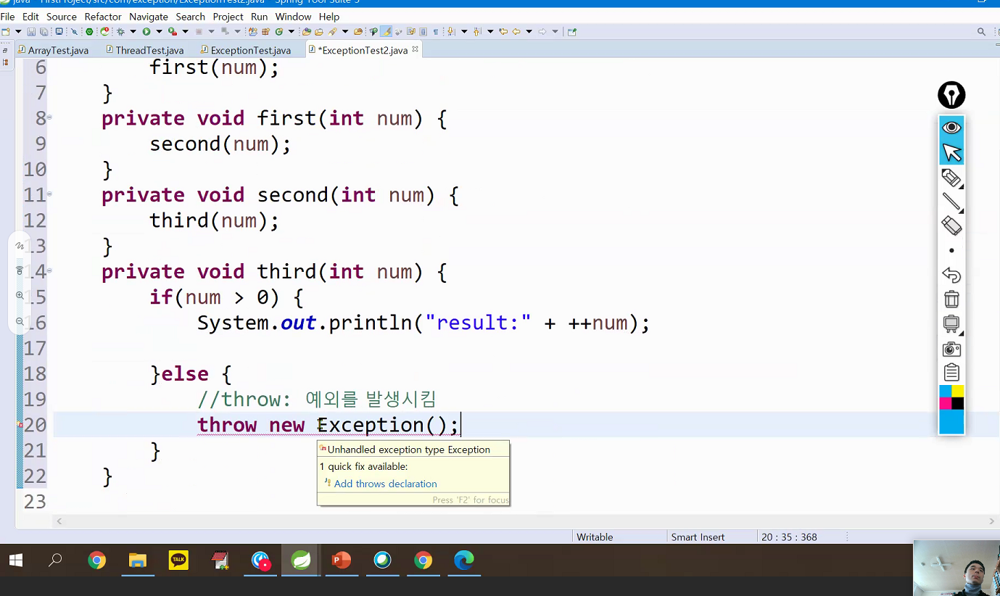 java - FirstProject/src/com/exception/ExceptionTest2.java - Spring Tool Suite 3
File Edit Source Refactor Navigate Search Project Run Window Help
ArrayTest.java ThreadTest.java ExceptionTest.java *ExceptionTest2.java
6 first(num);
7 }
8 private void first(int num) {
9 second(num);
10 }
11 private void second(int num) {
12 third(num);
13 }
14 private void third(int num) {
15 if(num > 0) {
16 System.out.println("result:" + ++num);
17
18 }else {
19 //throw: 예외를 발생시킴
20 throw new Exception();
21 }
22 }
23
Unhandled exception type Exception
1 quick fix available:
Add throws declaration
Press 'F2' for focus
Writable Smart Insert 20 : 35 : 368
TALK